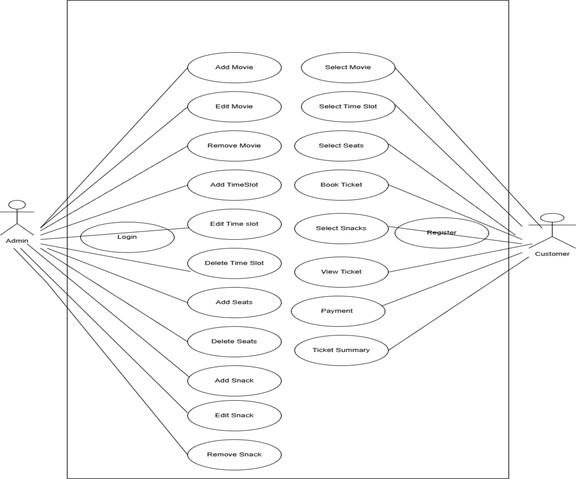 Add Movie
Select Movie
Edit Movie
Select Time Slot
Remove Movie
Select Seats
Add TimeSlot
Book Ticket
Edit Time slot
Select Snacks
Register
Login
Admin
Customer
Delete Time Slot
View Ticket
Add Seats
Payment
Delete Seats
Ticket Summary
Add Snack
Edit Snack
Remove Snack